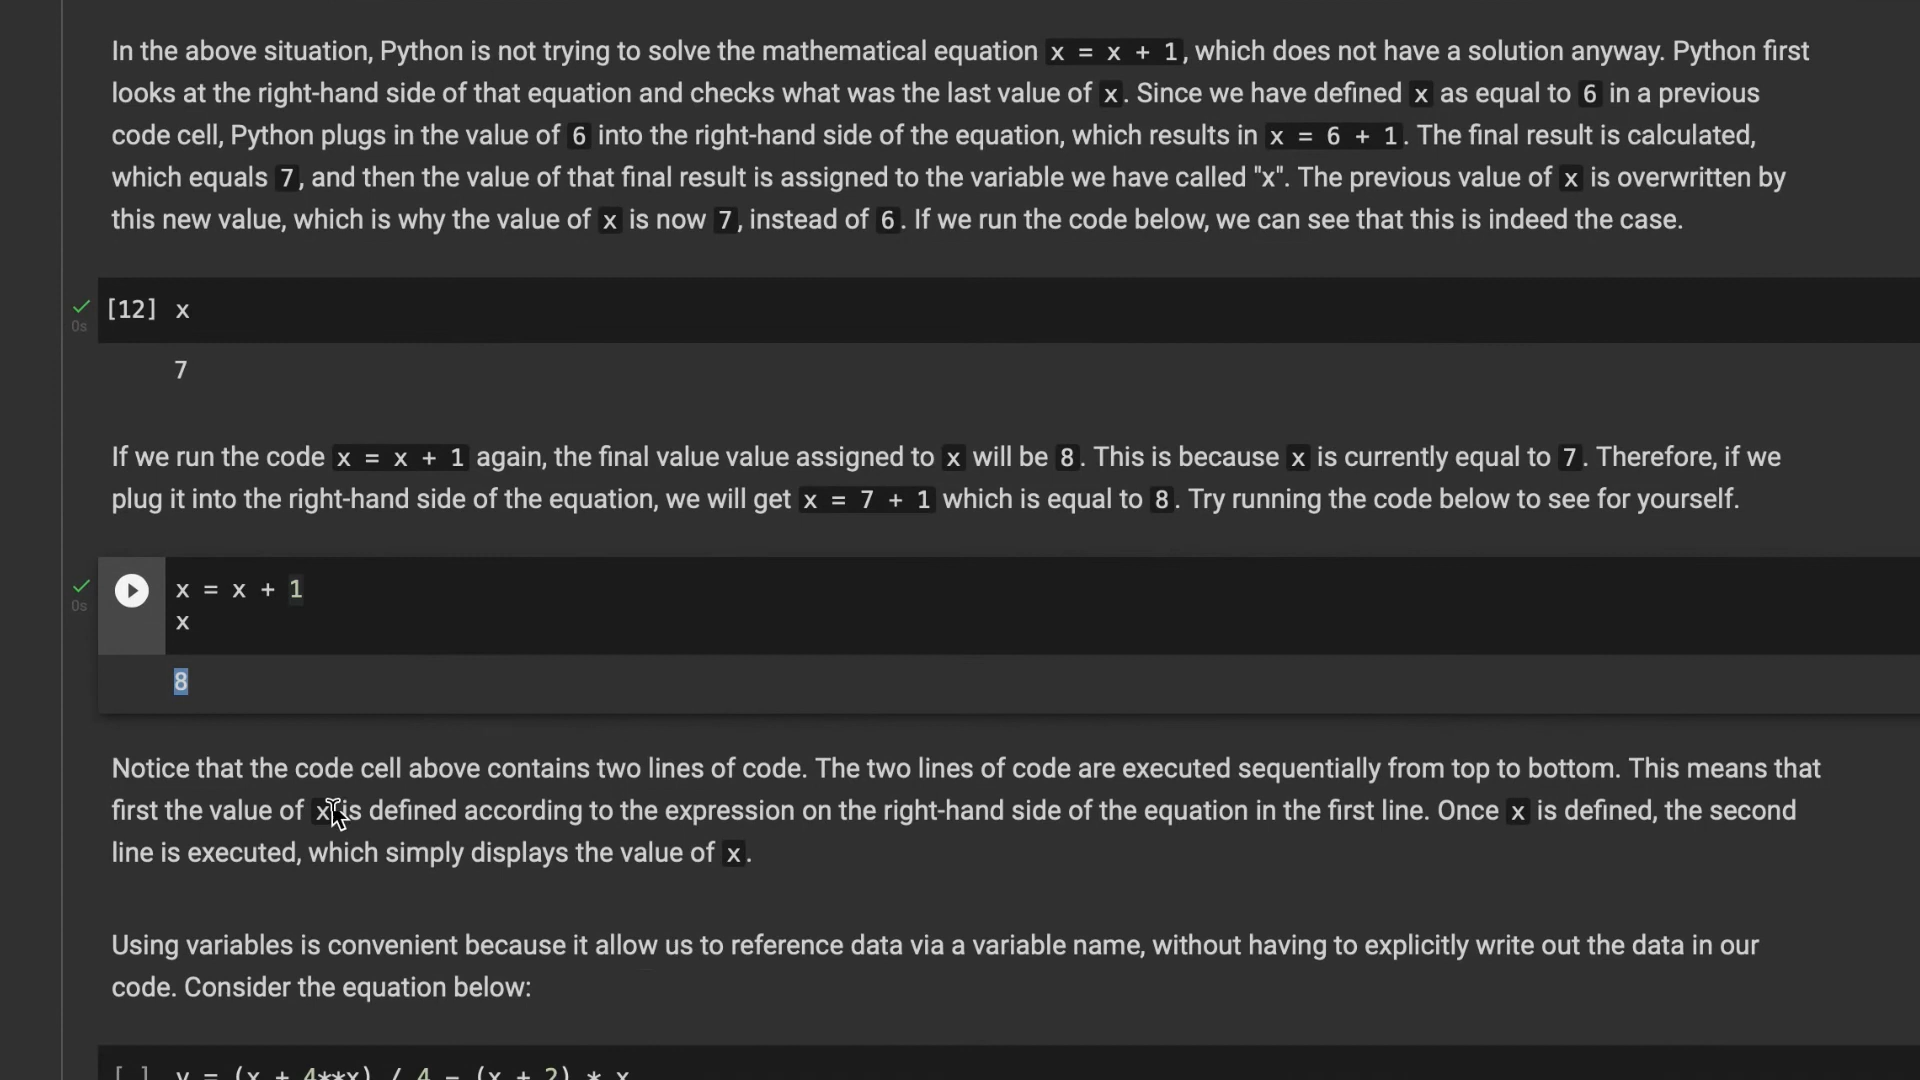 In the above situation, Python is not trying to solve the mathematical equation x = x + 1, which does not have a solution anyway. Python first
looks at the right-hand side of that equation and checks what was the last value of x. Since we have defined x as equal to 6 in a previous
code cell, Python plugs in the value of 6 into the right-hand side of the equation, which results in x = 6 + 1. The final result is calculated,
which equals 7, and then the value of that final result is assigned to the variable we have called "x". The previous value of x is overwritten by
this new value, which is why the value of x is now 7, instead of 6. If we run the code below, we can see that this is indeed the case.
[12] x
0s
7
If we run the code x = x + 1 again, the final value value assigned to x will be 8. This is because x is currently equal to 7. Therefore, if we
plug it into the right-hand side of the equation, we will get x = 7 + 1 which is equal to 8. Try running the code below to see for yourself.
x = x + 1
0s
x
8
Notice that the code cell above contains two lines of code. The two lines of code are executed sequentially from top to bottom. This means that
first the value of x is defined according to the expression on the right-hand side of the equation in the first line. Once x is defined, the second
line is executed, which simply displays the value of x.
Using variables is convenient because it allow us to reference data via a variable name, without having to explicitly write out the data in our
code. Consider the equation below:
[ ] y = (x + 4**x) / 4 - (x + 2) * x